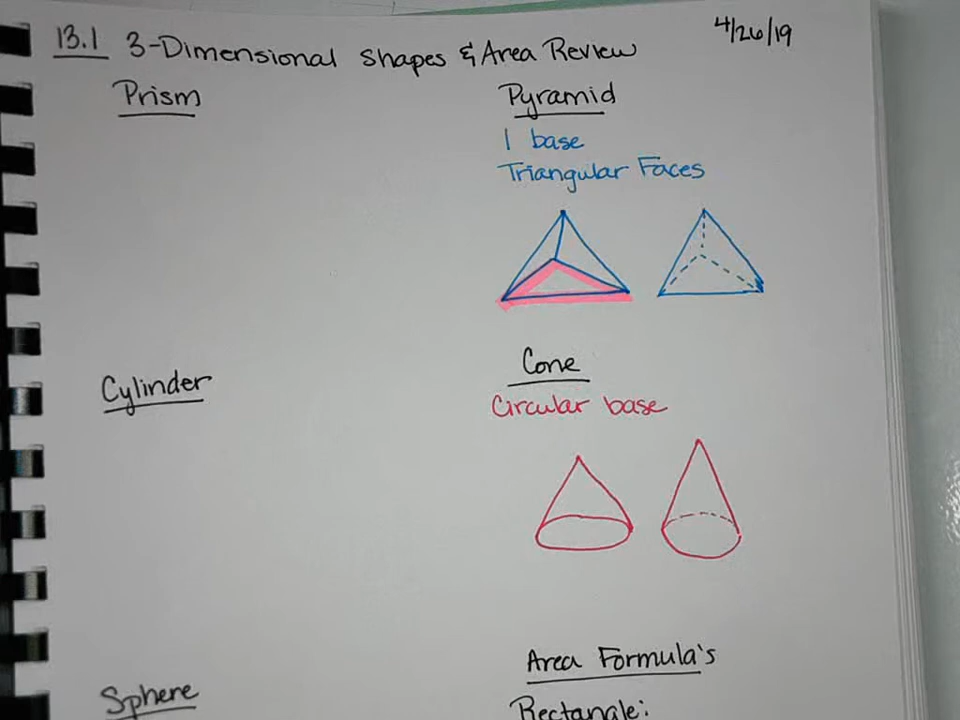 13.1 3-Dimensional Shapes & Area Review 4/26/19
Prism
Pyramid
1 base
Triangular Faces
Cylinder
Cone
Circular base
Sphere
Area Formula's
Rectangle: